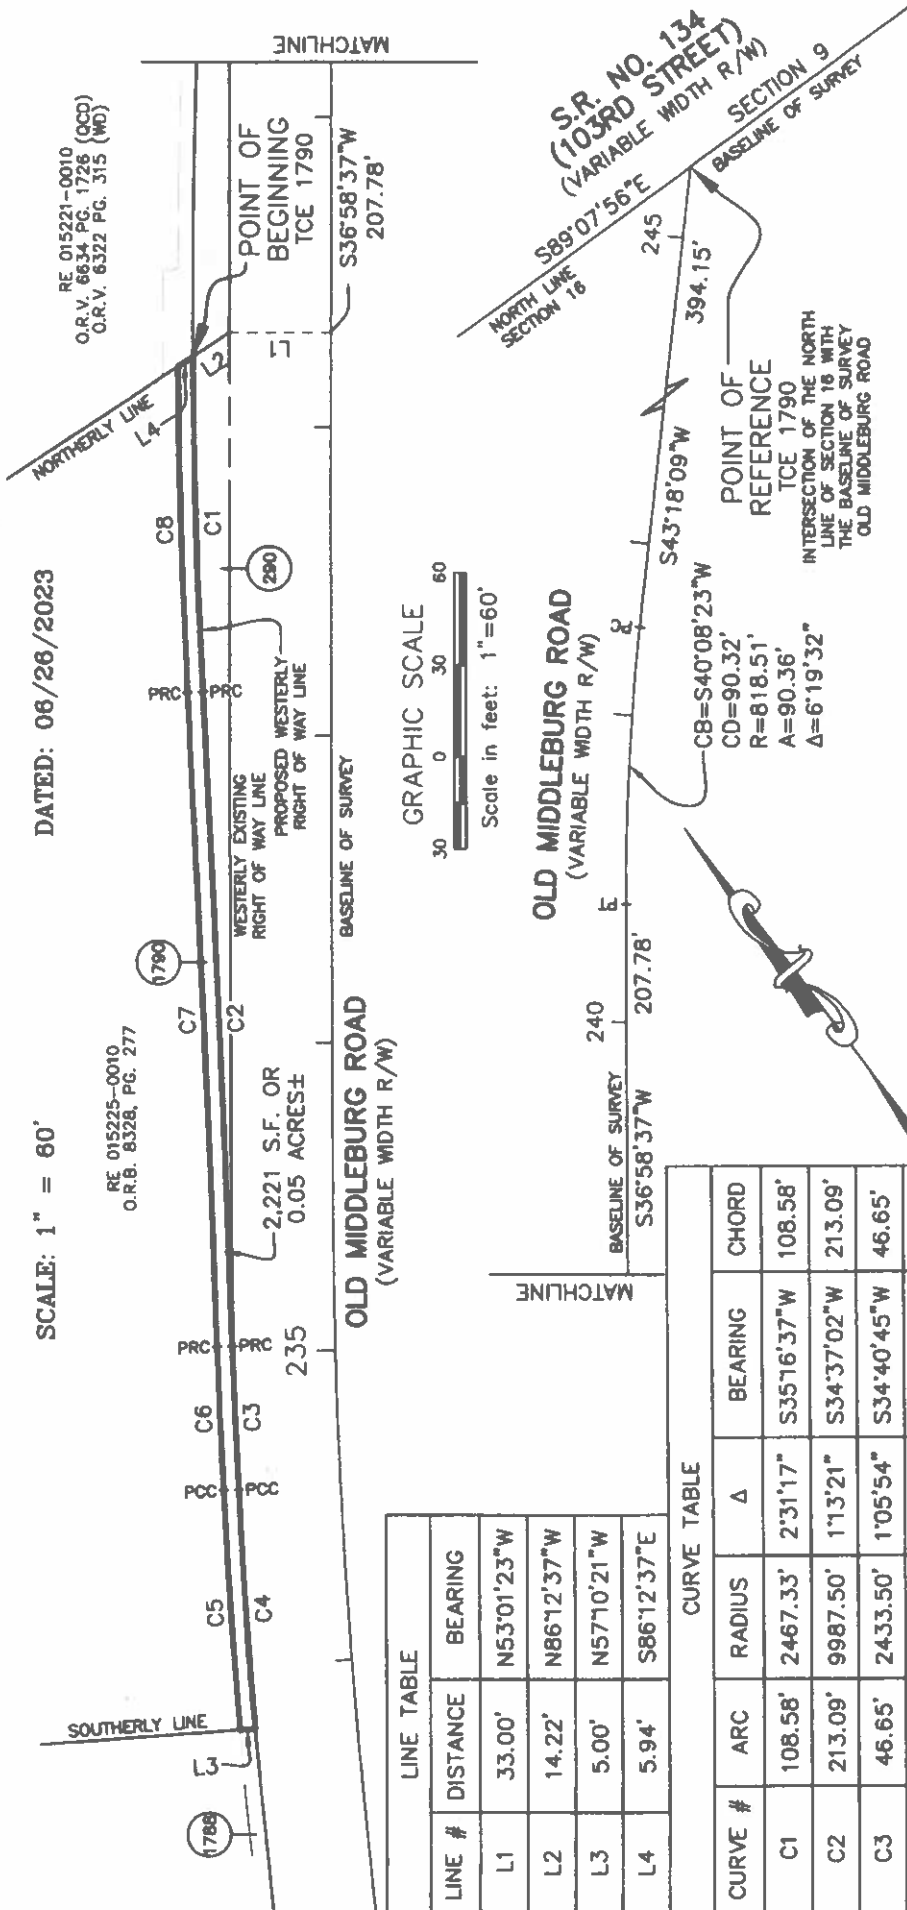 SCALE: 1" = 60'
DATED: 06/26/2023
RE 015221-0010
O.R.V. 6634 PG. 1726 (QCD)
O.R.V. 6322 PG. 315 (WD)
MATCHLINE
NORTHERLY LINE
L4
L2
L1
POINT OF
BEGINNING
TCE 1790
S36°58'37"W
207.78'
RE 015225-0010
O.R.B. 8328, PG. 277
1790
C8
C1
290
PRC
PRC
C7
C2
WESTERLY EXISTING
RIGHT OF WAY LINE
PROPOSED WESTERLY
RIGHT OF WAY LINE
BASELINE OF SURVEY
2,221 S.F. OR
0.05 ACRES±
PRC
PRC
235
C6
C3
PCC
PCC
C5
C4
SOUTHERLY LINE
L3
1788
OLD MIDDLEBURG ROAD
(VARIABLE WIDTH R/W)
GRAPHIC SCALE
30
0
30
60
Scale in feet: 1"=60'
S.R. NO. 134
(103RD STREET)
(VARIABLE WIDTH R/W)
SECTION 9
BASELINE OF SURVEY
S89°07'56"E
NORTH LINE
SECTION 16
245
394.15'
S43°18'09"W
POINT OF
REFERENCE
TCE 1790
INTERSECTION OF THE NORTH
LINE OF SECTION 16 WITH
THE BASELINE OF SURVEY
OLD MIDDLEBURG ROAD
PC
CB=S40°08'23"W
CD=90.32'
R=818.51'
A=90.36'
Δ=6°19'32"
OLD MIDDLEBURG ROAD
(VARIABLE WIDTH R/W)
PT
240
207.78'
BASELINE OF SURVEY
S36°58'37"W
MATCHLINE
LINE TABLE
LINE # DISTANCE BEARING
L1 33.00' N53°01'23"W
L2 14.22' N86°12'37"W
L3 5.00' N57°10'21"W
L4 5.94' S86°12'37"E
CURVE TABLE
CURVE # ARC RADIUS Δ BEARING CHORD
C1 108.58' 2467.33' 2°31'17" S35°16'37"W 108.58'
C2 213.09' 9987.50' 1°13'21" S34°37'02"W 213.09'
C3 46.65' 2433.50' 1°05'54" S34°40'45"W 46.65'